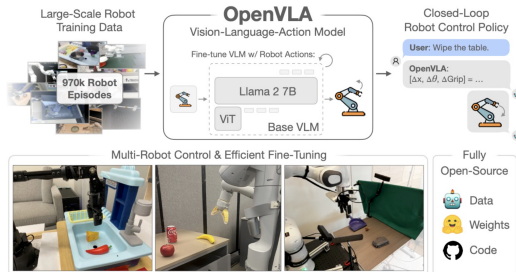 Large-Scale Robot
Training Data
970k Robot
Episodes
OpenVLA
Vision-Language-Action Model
Fine-tune VLM w/ Robot Actions:
Llama 2 7B
ViT
Base VLM
Closed-Loop
Robot Control Policy
User: Wipe the table.
OpenVLA:
[Δx, Δθ, ΔGrip] = ...
Multi-Robot Control & Efficient Fine-Tuning
Fully
Open-Source
Data
Weights
Code